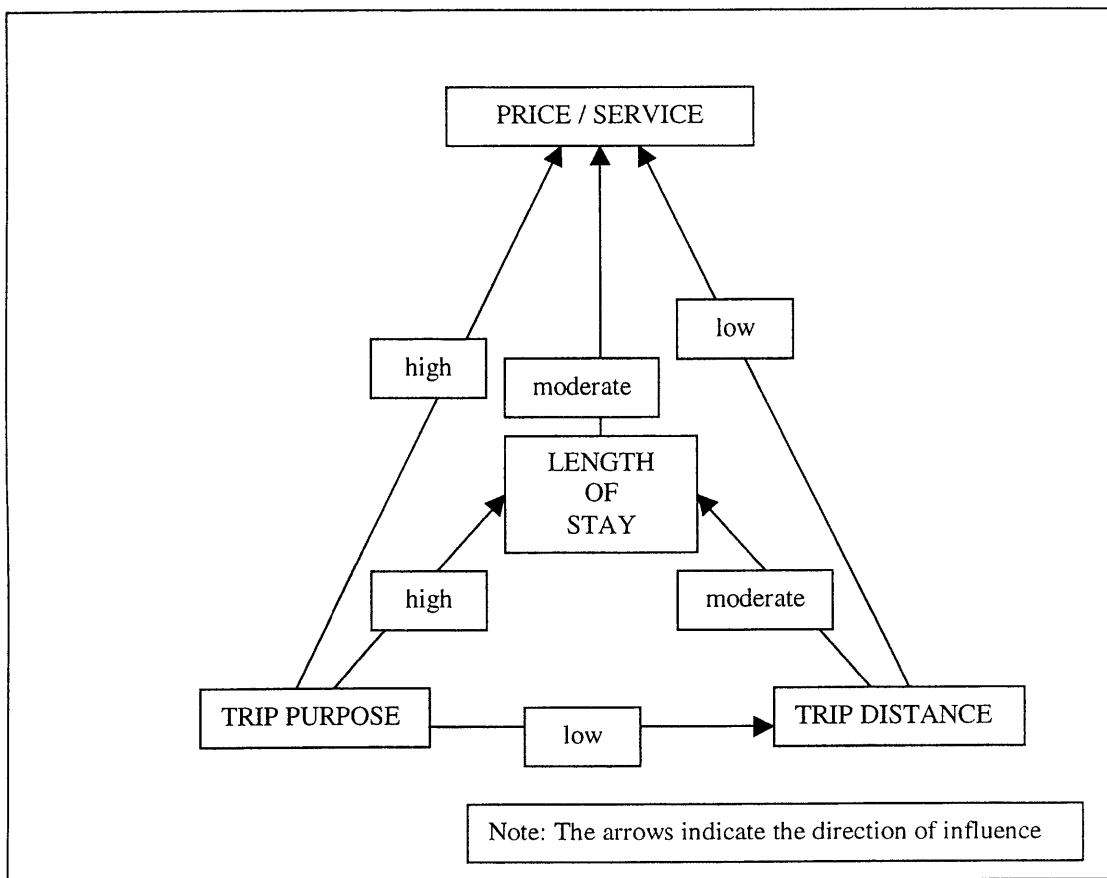 PRICE / SERVICE
low
high
moderate
LENGTH
OF
STAY
high
moderate
TRIP PURPOSE
low
TRIP DISTANCE
Note: The arrows indicate the direction of influence